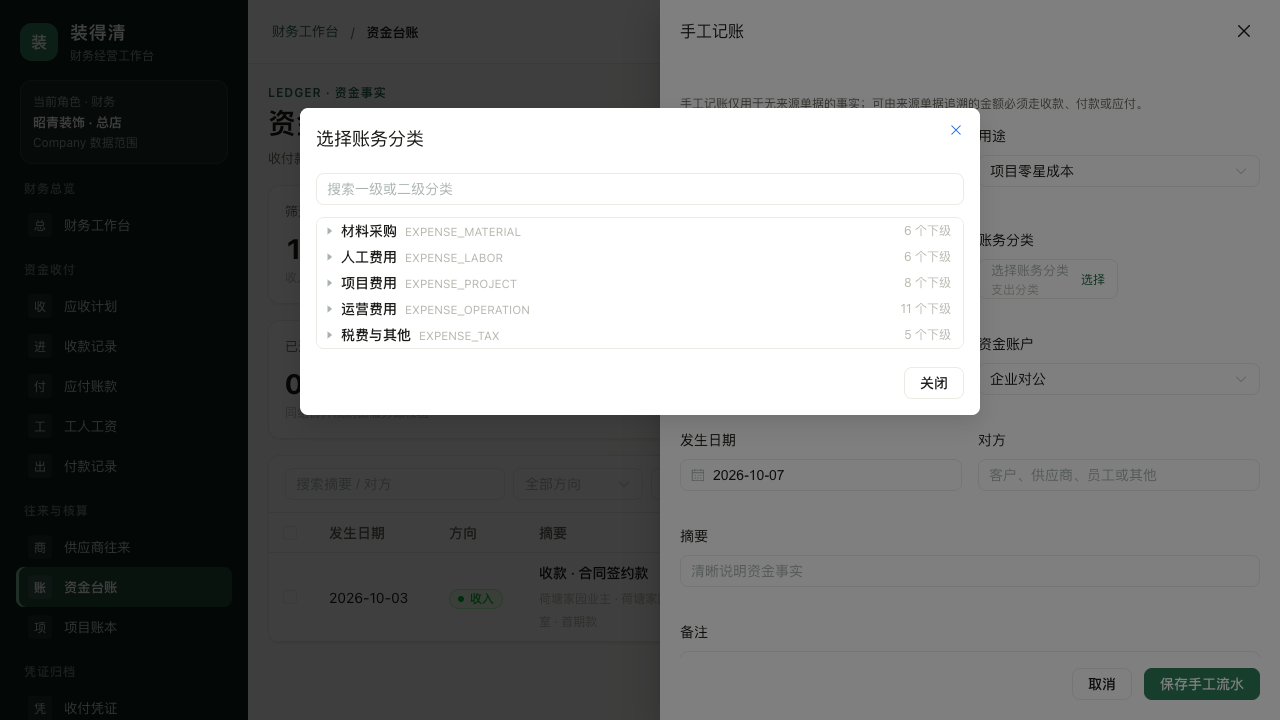 装
装得清
财务经营工作台
当前角色 · 财务
昭青装饰 · 总店
Company 数据范围
财务总览
总 财务工作台
资金收付
收 应收计划
进 收款记录
付 应付账款
工 工人工资
出 付款记录
往来与核算
商 供应商往来
账 资金台账
项 项目账本
凭证归档
凭 收付凭证
财务工作台 / 资金台账
LEDGER · 资金事实
搜索摘要 / 对方
全部方向
发生日期 方向 摘要
2026-10-03
收入
收款 · 合同签约款
室 · 首期款
选择账务分类
搜索一级或二级分类
材料采购 EXPENSE_MATERIAL 6 个下级
人工费用 EXPENSE_LABOR 6 个下级
项目费用 EXPENSE_PROJECT 8 个下级
运营费用 EXPENSE_OPERATION 11 个下级
税费与其他 EXPENSE_TAX 5 个下级
关闭
手工记账
手工记账仅用于无来源单据的事实；可由来源单据追溯的金额必须走收款、付款或应付。
用途
项目零星成本
账务分类
选择账务分类
支出分类
选择
资金账户
企业对公
发生日期
2026-10-07
对方
客户、供应商、员工或其他
摘要
清晰说明资金事实
备注
取消
保存手工流水